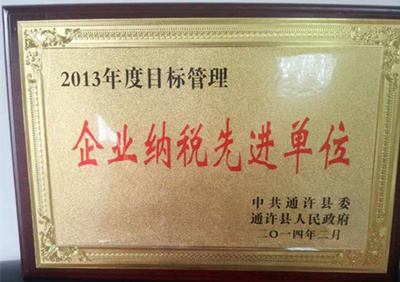 2013年度目标管理
企业纳税先进单位
中共通许县委
通许县人民政府
二〇一四年二月